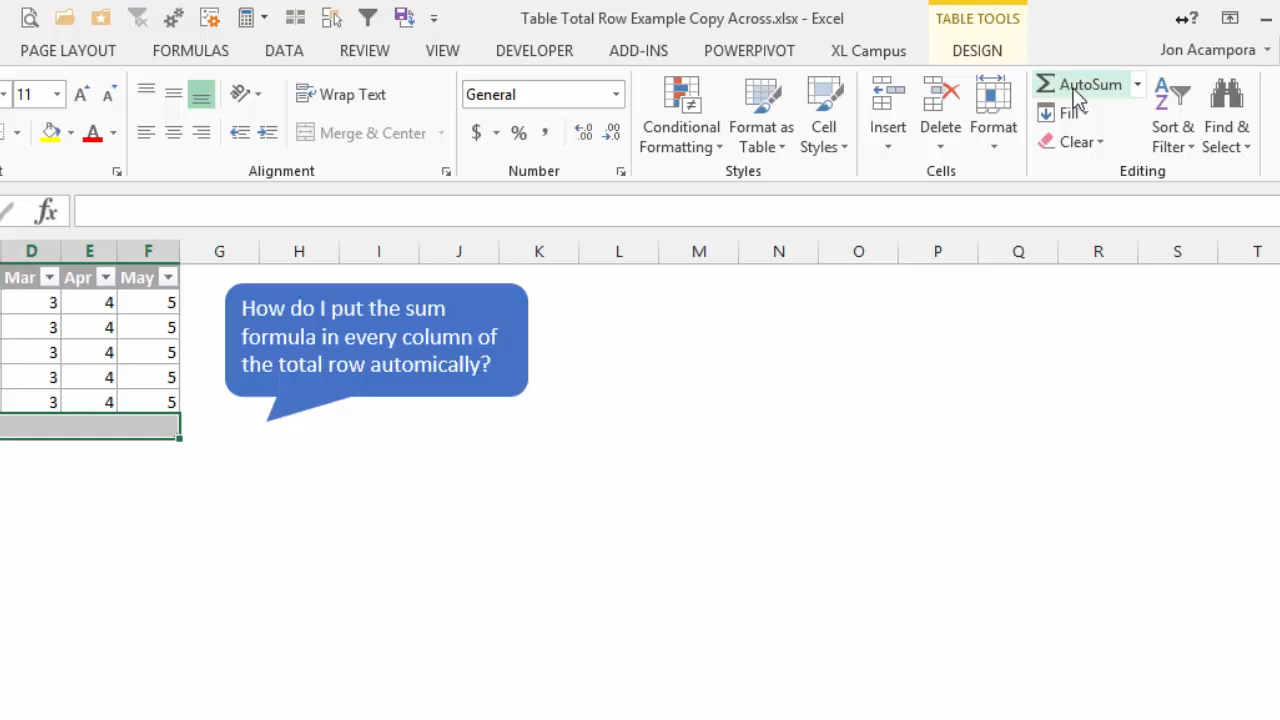 Table Total Row Example Copy Across.xlsx - Excel
TABLE TOOLS
?
PAGE LAYOUT FORMULAS DATA REVIEW VIEW DEVELOPER ADD-INS POWERPIVOT XL Campus DESIGN Jon Acampora
11 A A Wrap Text General Σ AutoSum
A Z
Fill
A Merge & Center $ % , .0 .00 .00 .0
Conditional Formatting Format as Table Cell Styles Insert Delete Format Clear Sort & Filter Find & Select
Alignment Number Styles Cells Editing
fx
D E F G H I J K L M N O P Q R S T
Mar Apr May
3 4 5
3 4 5
3 4 5
3 4 5
3 4 5
How do I put the sum
formula in every column of
the total row automically?